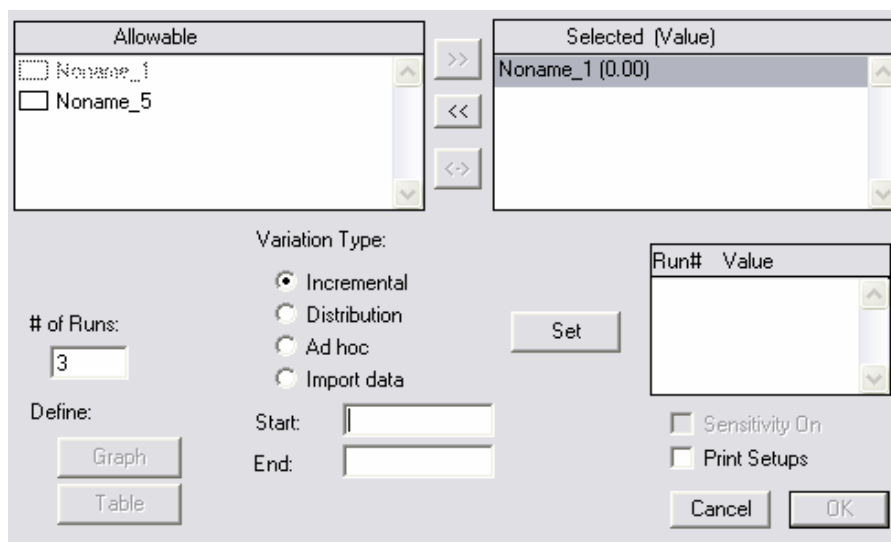 Allowable
Noname_1
Noname_5
>>
<<
<->
Selected (Value)
Noname_1 (0.00)
Variation Type:
Incremental
Distribution
Ad hoc
Import data
# of Runs:
3
Define:
Graph
Table
Start:
End:
Set
Run# Value
Sensitivity On
Print Setups
Cancel
OK